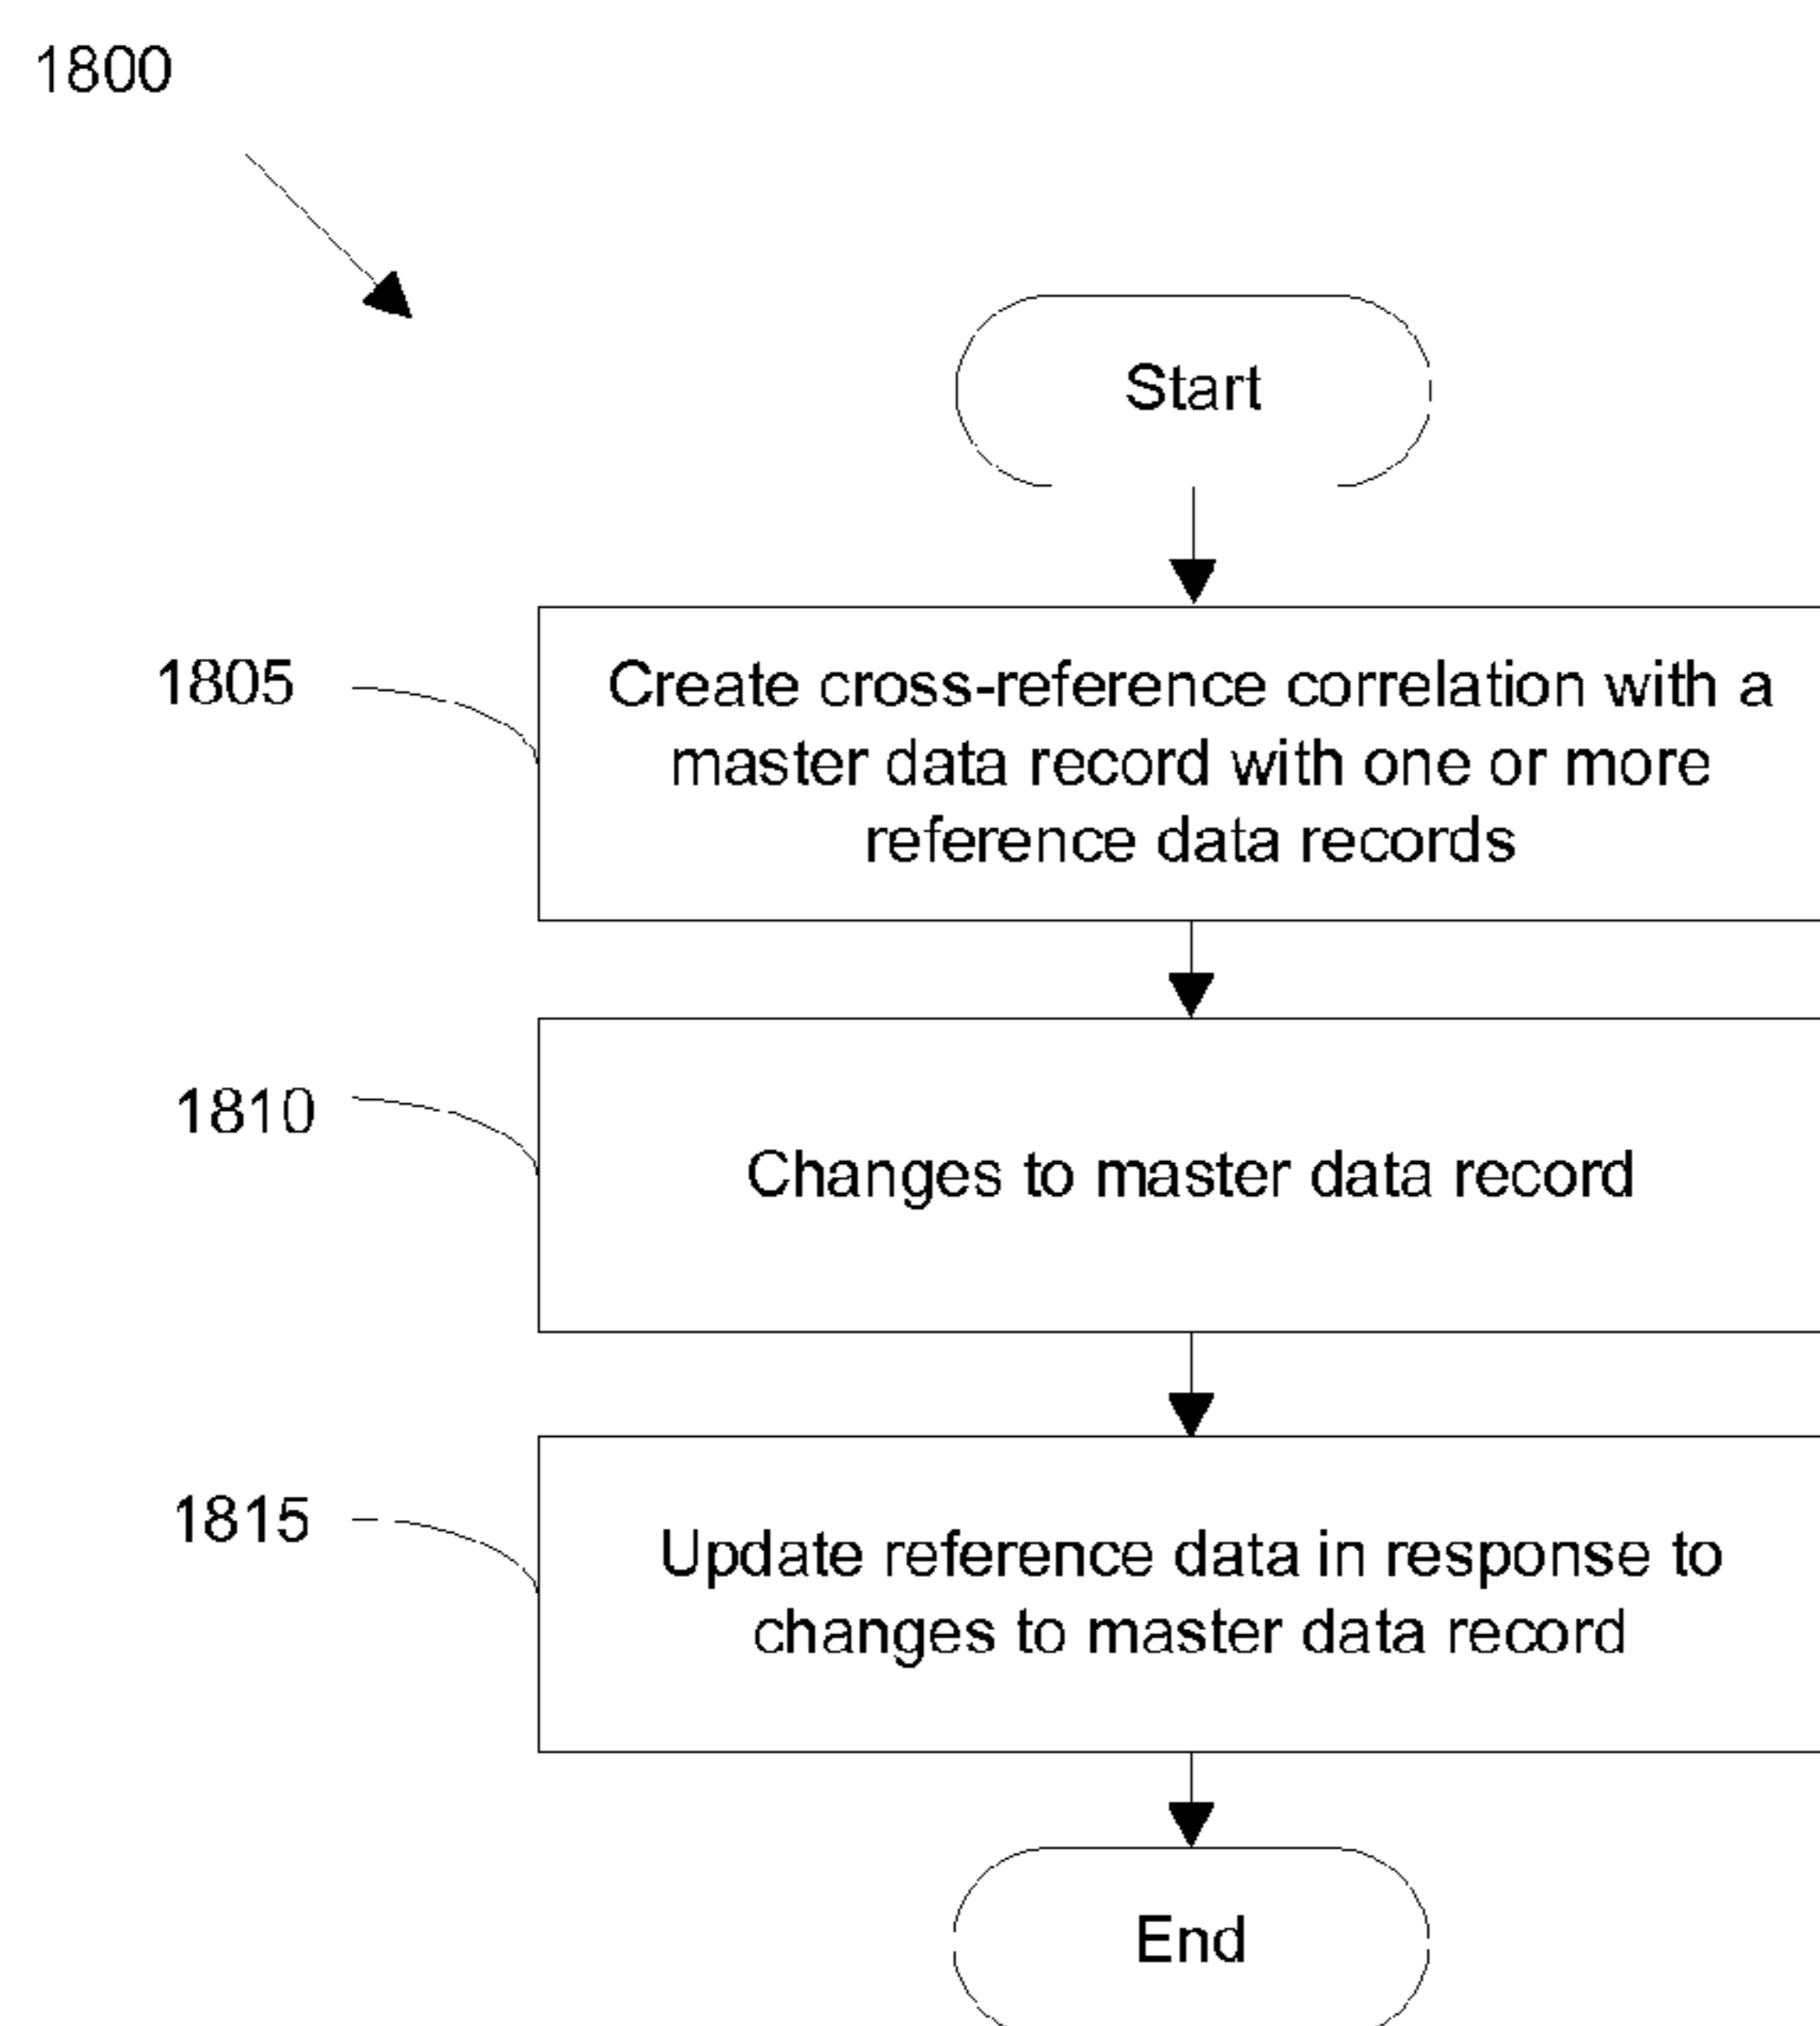 1800
Start
1805
Create cross-reference correlation with a
master data record with one or more
reference data records
1810
Changes to master data record
1815
Update reference data in response to
changes to master data record
End